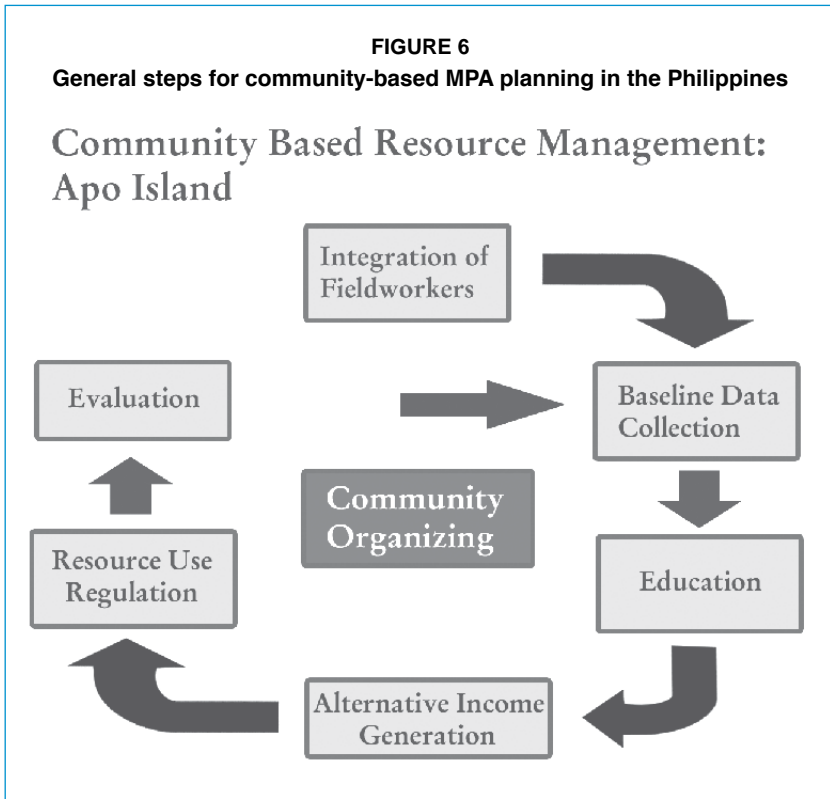 FIGURE 6
General steps for community-based MPA planning in the Philippines
Community Based Resource Management:
Apo Island
Integration of
Fieldworkers
Baseline Data
Collection
Education
Alternative Income
Generation
Resource Use
Regulation
Evaluation
Community
Organizing